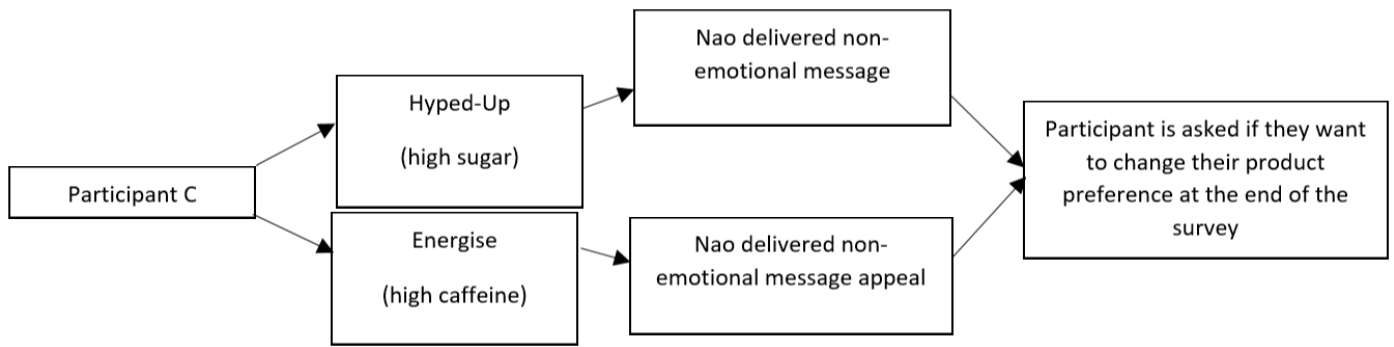 Participant C
Hyped-Up
(high sugar)
Energise
(high caffeine)
Nao delivered non-
emotional message
Nao delivered non-
emotional message appeal
Participant is asked if they want
to change their product
preference at the end of the
survey